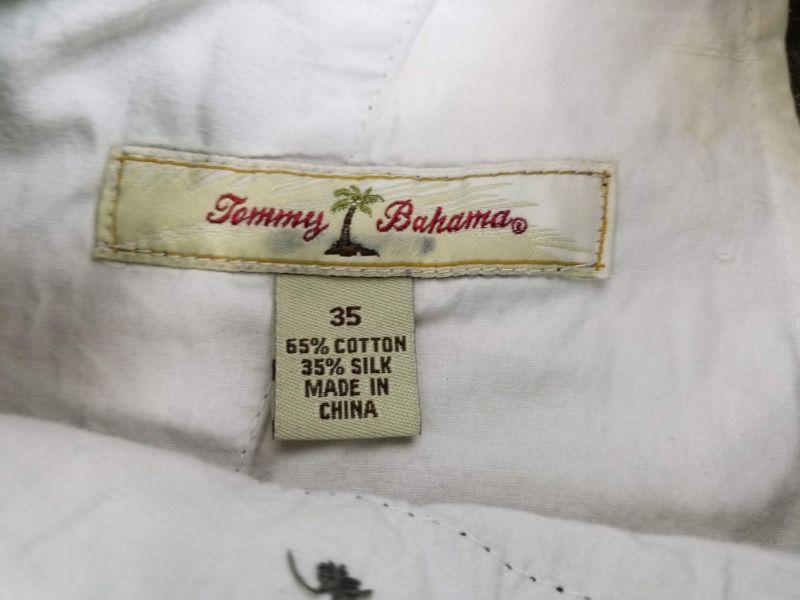 Tommy Bahama®
35
65% COTTON
35% SILK
MADE IN
CHINA